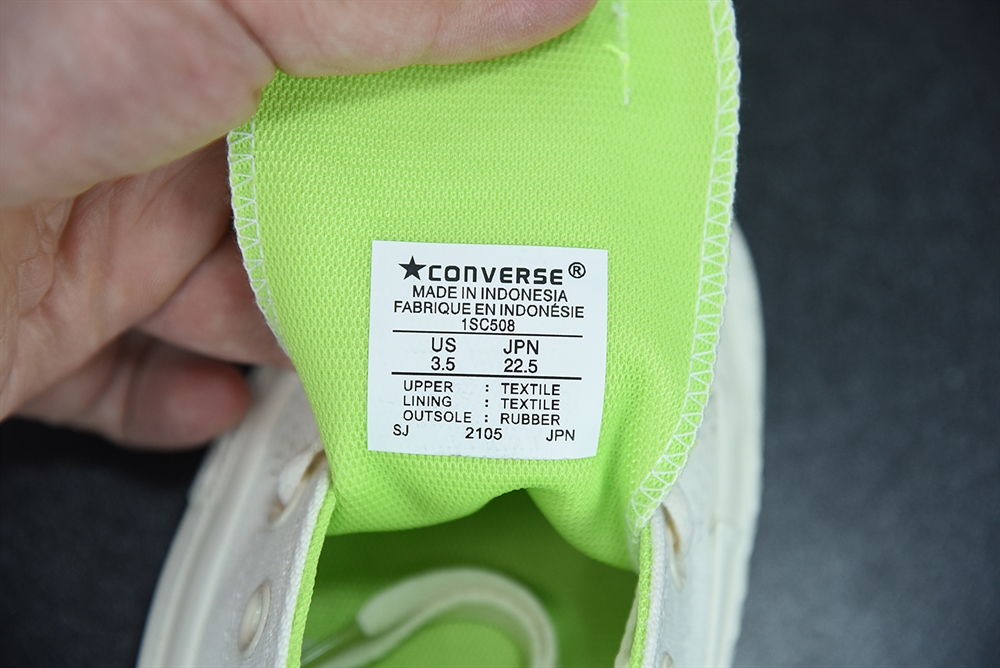 ★CONVERSE®
MADE IN INDONESIA
FABRIQUE EN INDONÉSIE
1SC508
US JPN
3.5 22.5
UPPER : TEXTILE
LINING : TEXTILE
OUTSOLE : RUBBER
SJ 2105 JPN